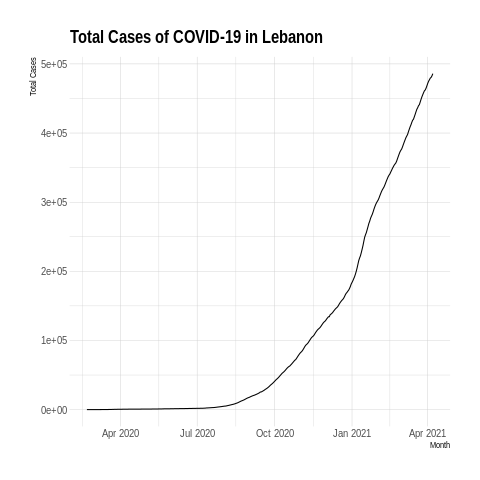 Total Cases of COVID-19 in Lebanon
Total Cases
5e+05
4e+05
3e+05
2e+05
1e+05
0e+00
Apr 2020
Jul 2020
Oct 2020
Jan 2021
Apr 2021
Month